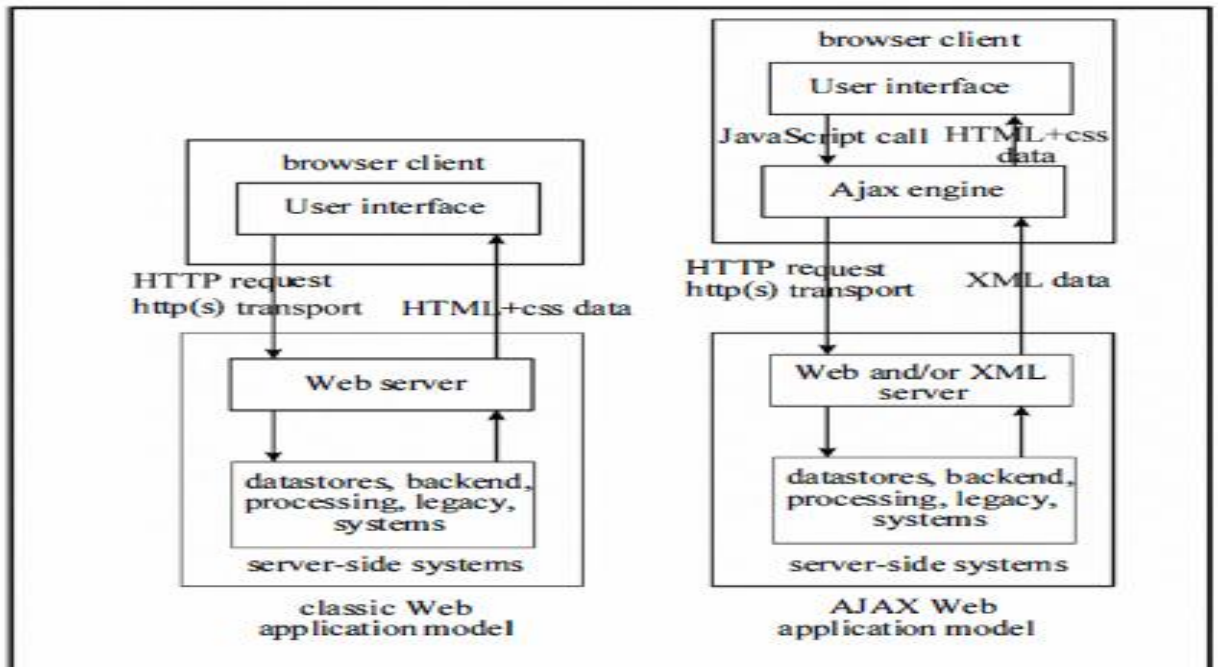 browser client
User interface
HTTP request
http(s) transport
HTML+css data
Web server
datastores, backend,
processing, legacy,
systems
server-side systems
classic Web
application model
browser client
User interface
JavaScript call
HTML+css
data
Ajax engine
HTTP request
http(s) transport
XML data
Web and/or XML
server
datastores, backend,
processing, legacy,
systems
server-side systems
AJAX Web
application model